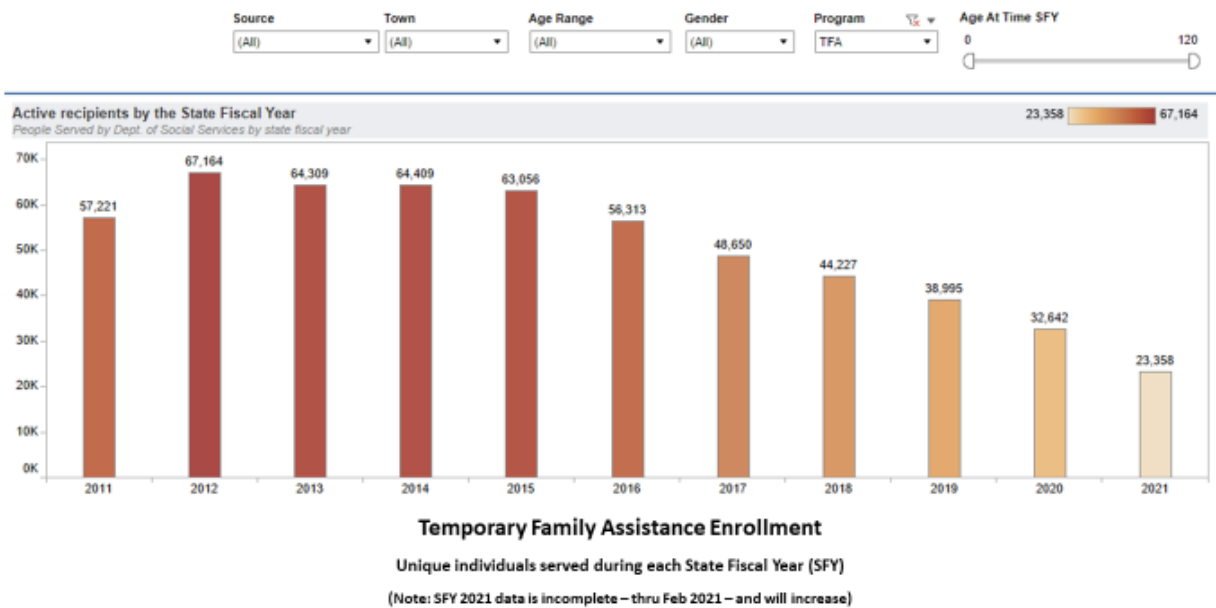 Source Town Age Range Gender Program Age At Time SFY
(All) (All) (All) (All) TFA 0 120
Active recipients by the State Fiscal Year 23,358 67,164
People Served by Dept. of Social Services by state fiscal year
70K
60K
50K
40K
30K
20K
10K
0K
57,221
67,164
64,309
64,409
63,056
56,313
48,650
44,227
38,995
32,642
23,358
2011 2012 2013 2014 2015 2016 2017 2018 2019 2020 2021
Temporary Family Assistance Enrollment
Unique individuals served during each State Fiscal Year (SFY)
(Note: SFY 2021 data is incomplete – thru Feb 2021 – and will increase)